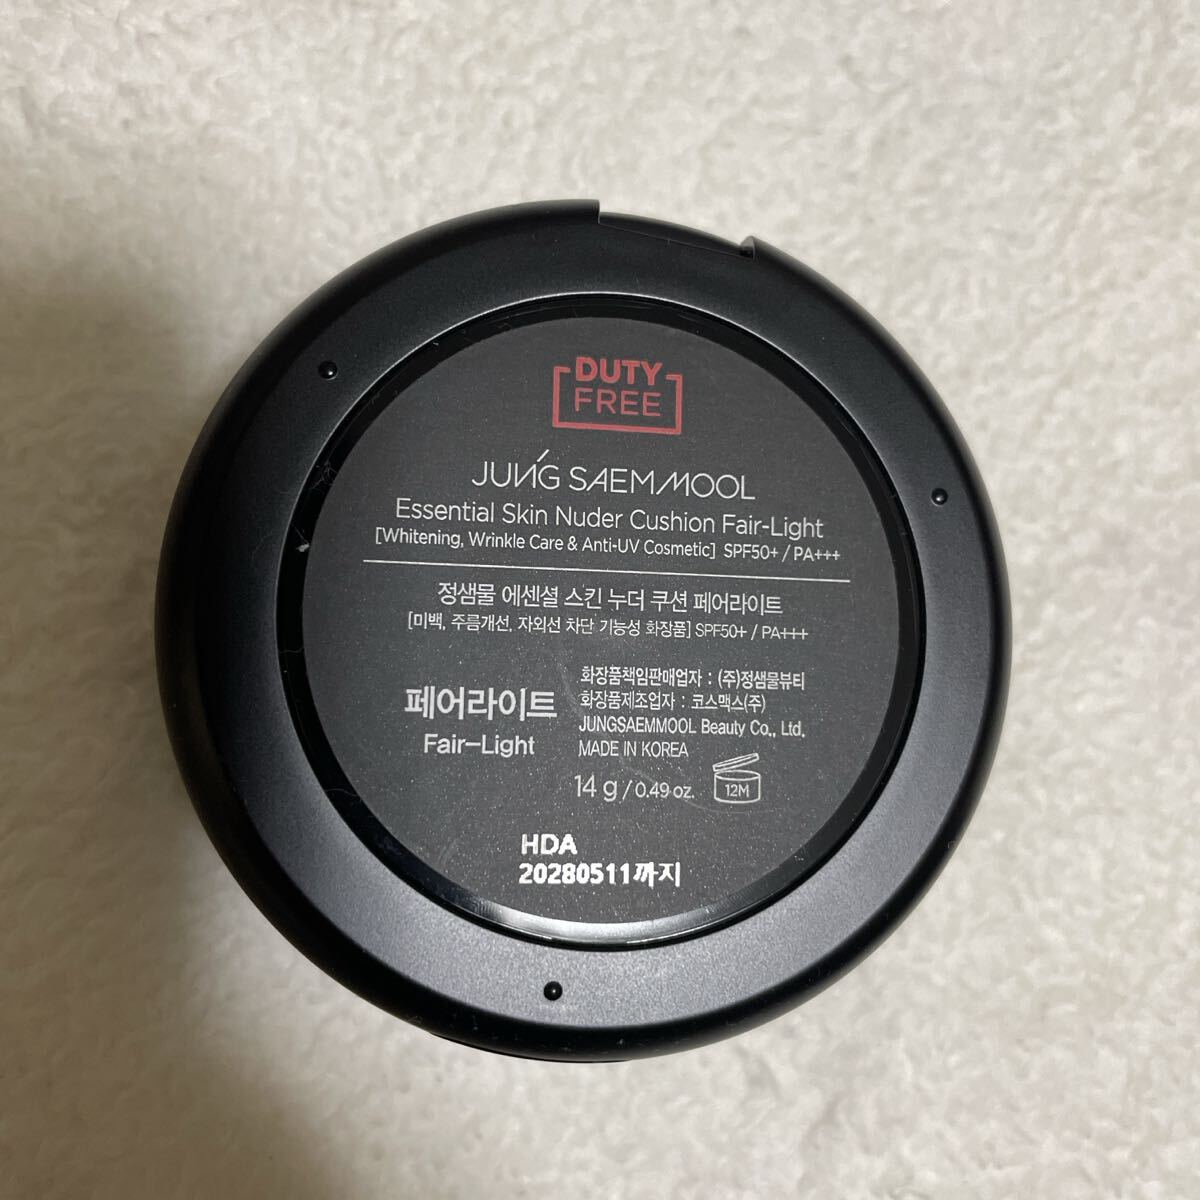 DUTY
FREE
JUNG SAEMMOOL
Essential Skin Nuder Cushion Fair-Light
[Whitening, Wrinkle Care & Anti-UV Cosmetic] SPF50+ / PA+++
정샘물 에센셜 스킨 누더 쿠션 페어라이트
[미백, 주름개선, 자외선 차단 기능성 화장품] SPF50+ / PA+++
페어라이트
Fair-Light
화장품책임판매업자 : (주)정샘물뷰티
화장품제조업자 : 코스맥스(주)
JUNGSAEMMOOL Beauty Co., Ltd.
MADE IN KOREA
14 g / 0.49 oz.
12M
HDA
20280511까지